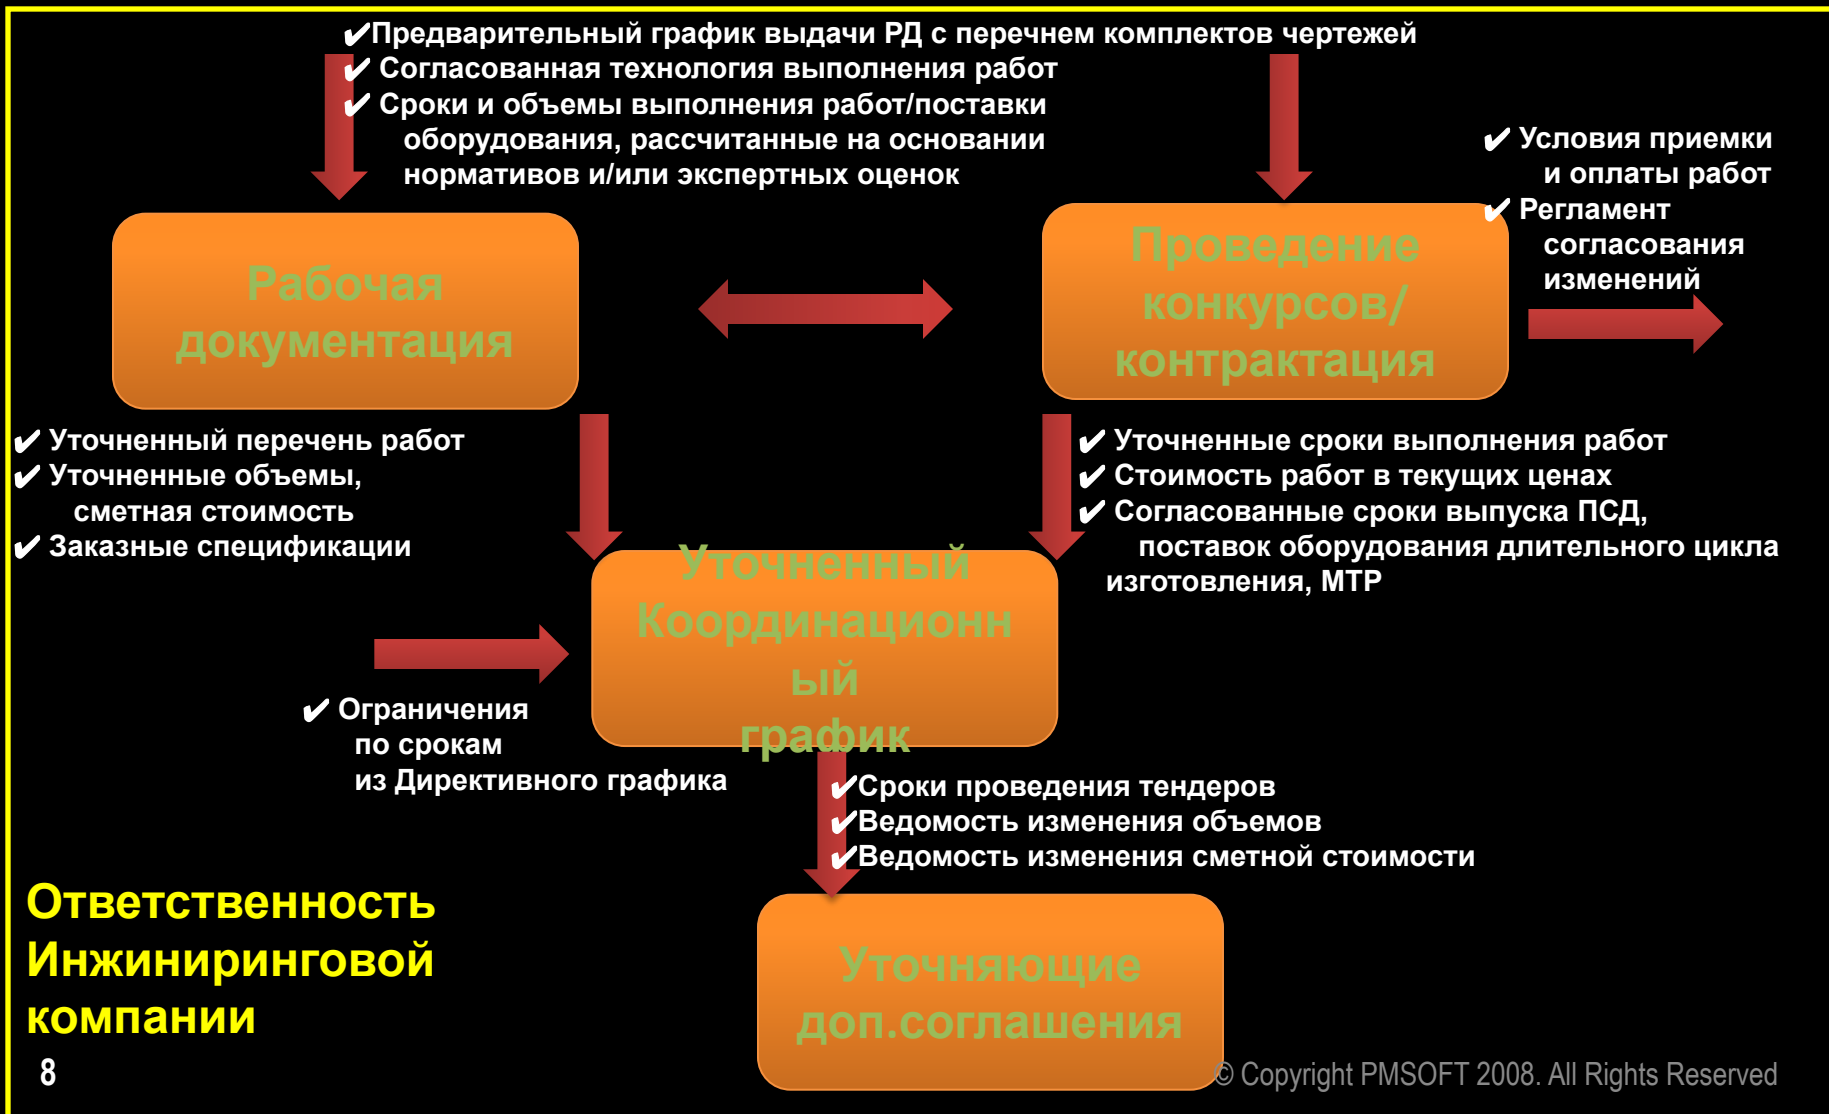 ✔Предварительный график выдачи РД с перечнем комплектов чертежей
✔ Согласованная технология выполнения работ
✔ Сроки и объемы выполнения работ/поставки
оборудования, рассчитанные на основании
нормативов и/или экспертных оценок
✔ Условия приемки
и оплаты работ
✔ Регламент
согласования
изменений
Рабочая
документация
Проведение
конкурсов/
контрактация
✔ Уточненный перечень работ
✔ Уточненные объемы,
сметная стоимость
✔ Заказные спецификации
✔ Уточненные сроки выполнения работ
✔ Стоимость работ в текущих ценах
✔ Согласованные сроки выпуска ПСД,
поставок оборудования длительного цикла
изготовления, МТР
Уточненный
Координационн
ый
график
✔ Ограничения
по срокам
из Директивного графика
✔Сроки проведения тендеров
✔Ведомость изменения объемов
✔Ведомость изменения сметной стоимости
Ответственность
Инжиниринговой
компании
Уточняющие
доп.соглашения
8
© Copyright PMSOFT 2008. All Rights Reserved